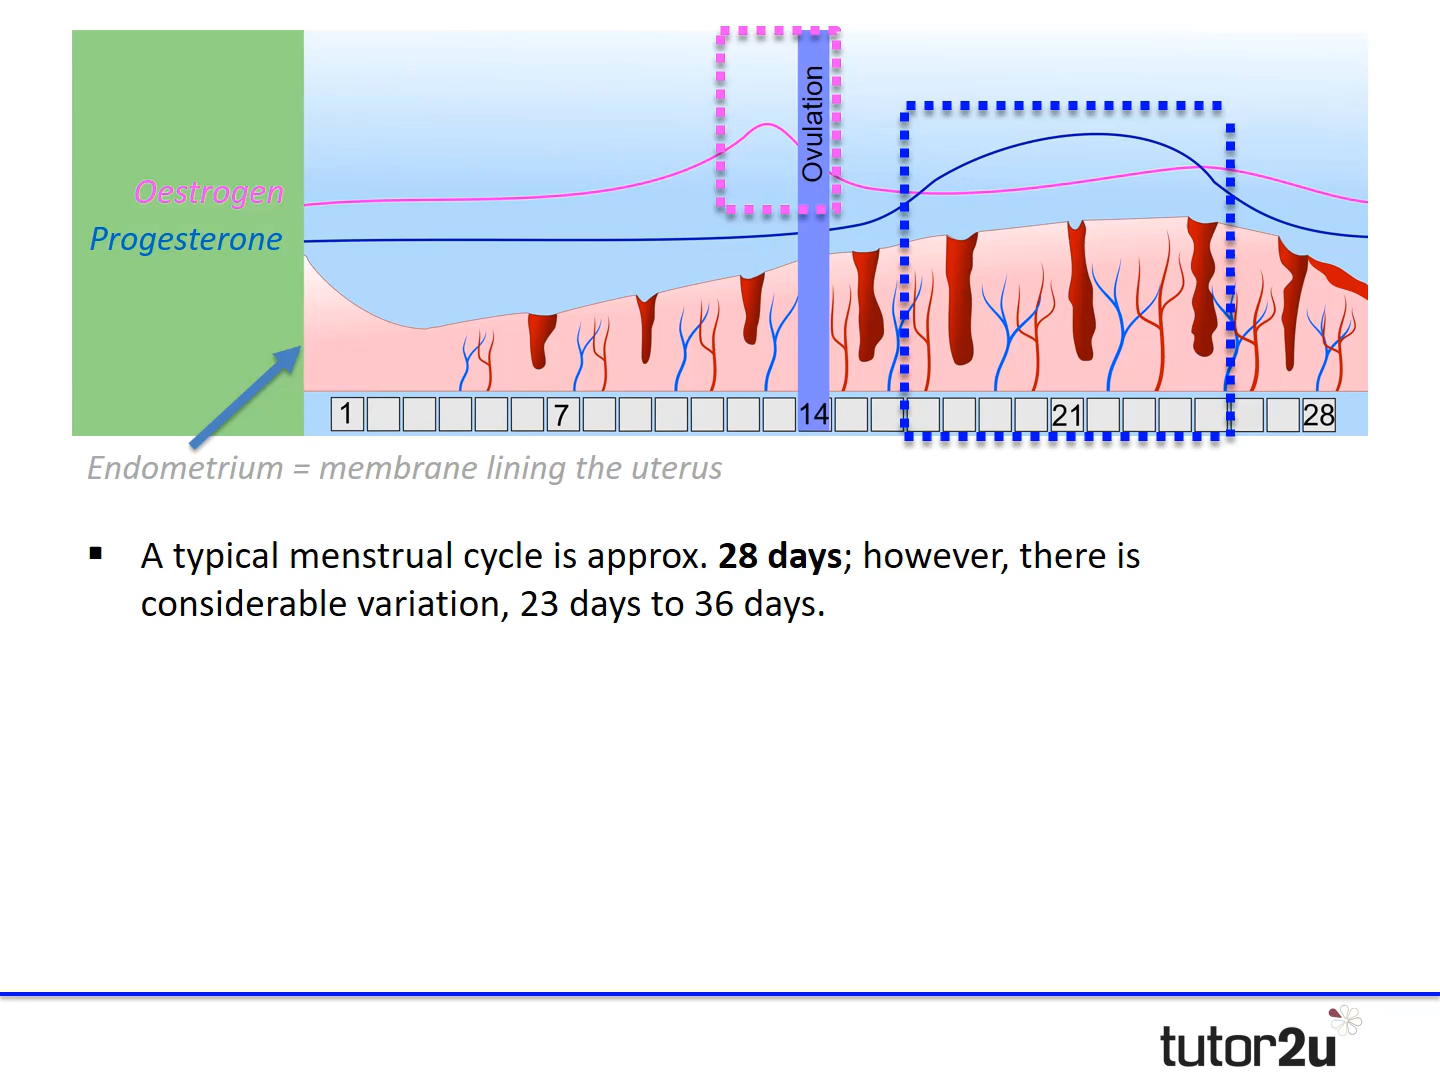 Ovulation
Oestrogen
Progesterone
1 7 14 21 28
Endometrium = membrane lining the uterus
▪ A typical menstrual cycle is approx. 28 days; however, there is
considerable variation, 23 days to 36 days.
tutor2u